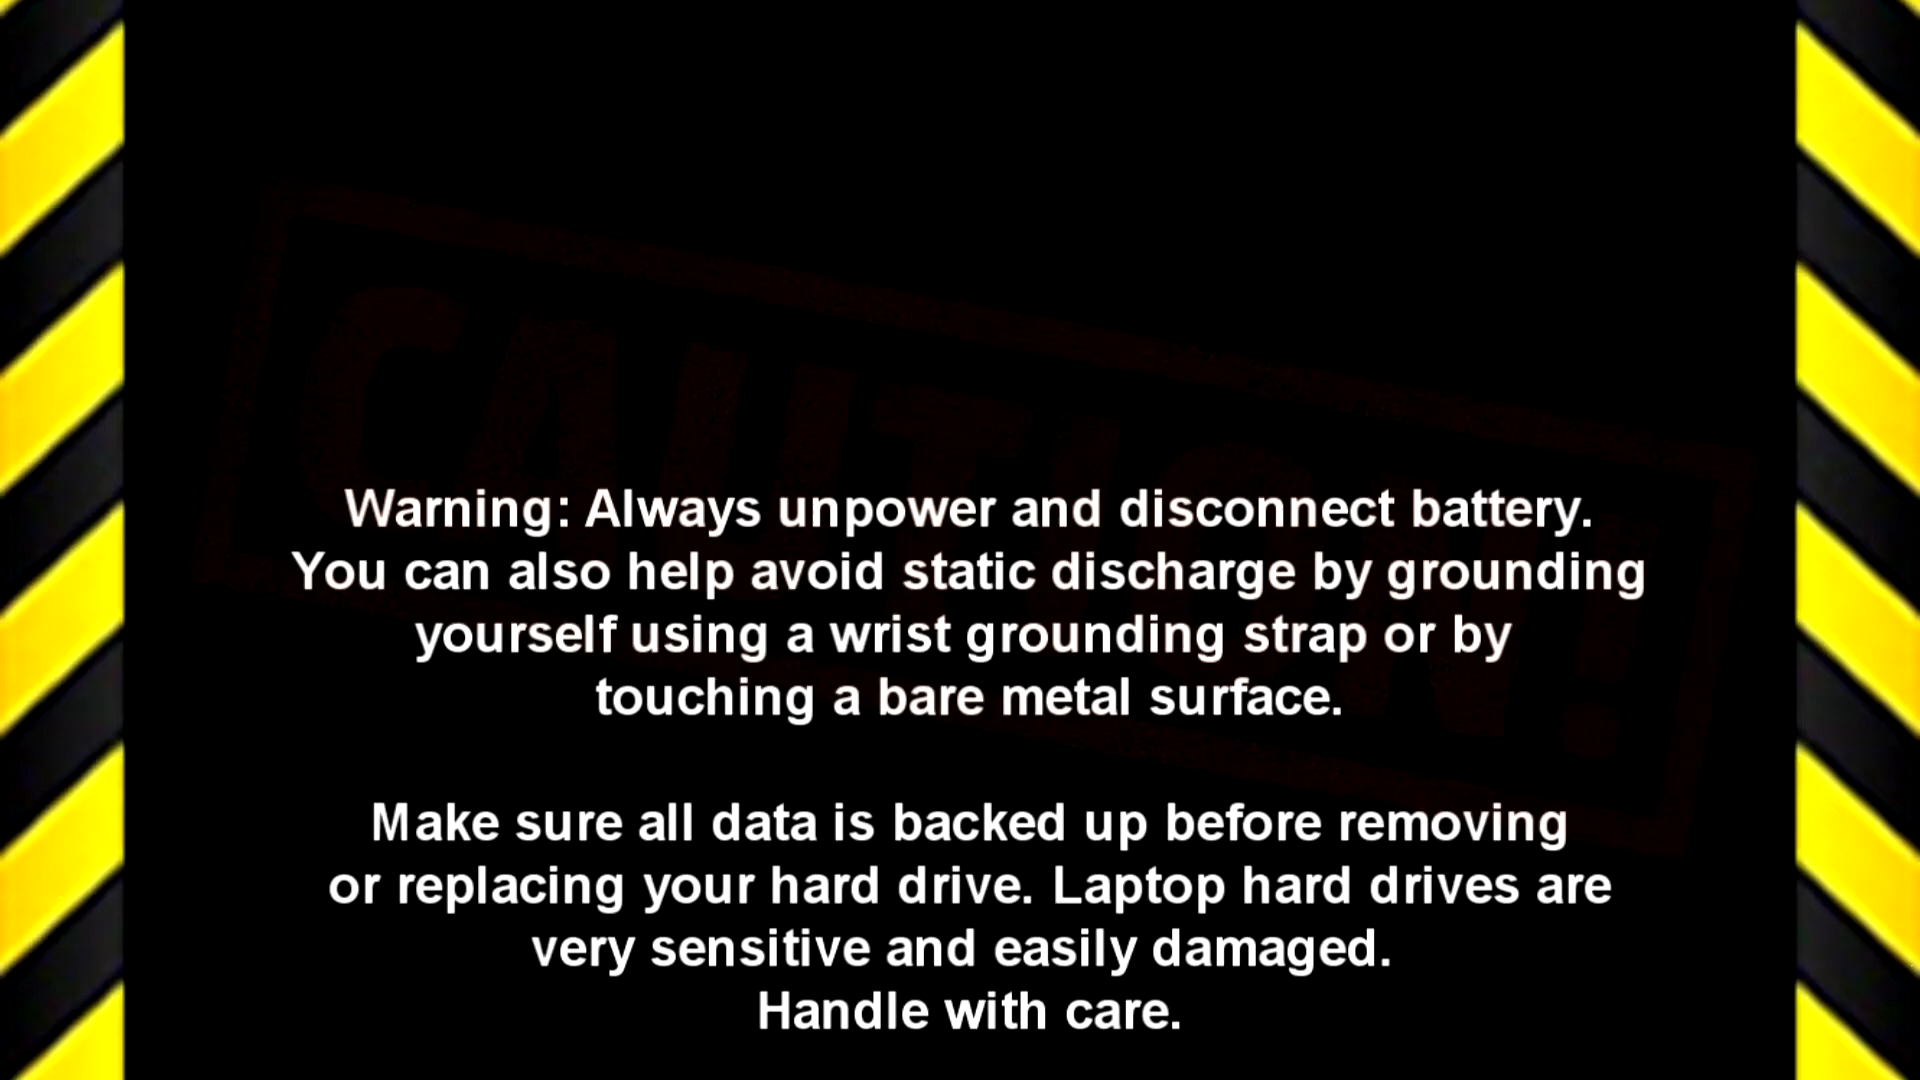 CAUTION!
Warning: Always unpower and disconnect battery.
You can also help avoid static discharge by grounding
yourself using a wrist grounding strap or by
touching a bare metal surface.
Make sure all data is backed up before removing
or replacing your hard drive. Laptop hard drives are
very sensitive and easily damaged.
Handle with care.